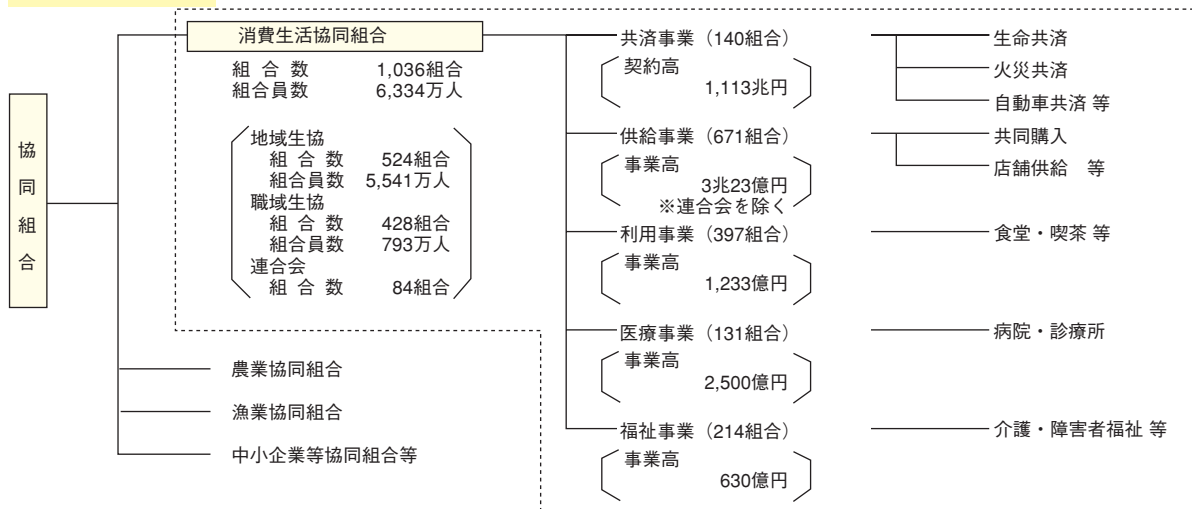 協同組合
消費生活協同組合
組 合 数 1,036組合
組合員数 6,334万人
地域生協
組 合 数 524組合
組合員数 5,541万人
職域生協
組 合 数 428組合
組合員数 793万人
連合会
組 合 数 84組合
農業協同組合
漁業協同組合
中小企業等協同組合等
共済事業（140組合）
契約高
1,113兆円
生命共済
火災共済
自動車共済 等
供給事業（671組合）
事業高
3兆23億円
※連合会を除く
共同購入
店舗供給 等
利用事業（397組合）
事業高
1,233億円
食堂・喫茶 等
医療事業（131組合）
事業高
2,500億円
病院・診療所
福祉事業（214組合）
事業高
630億円
介護・障害者福祉 等